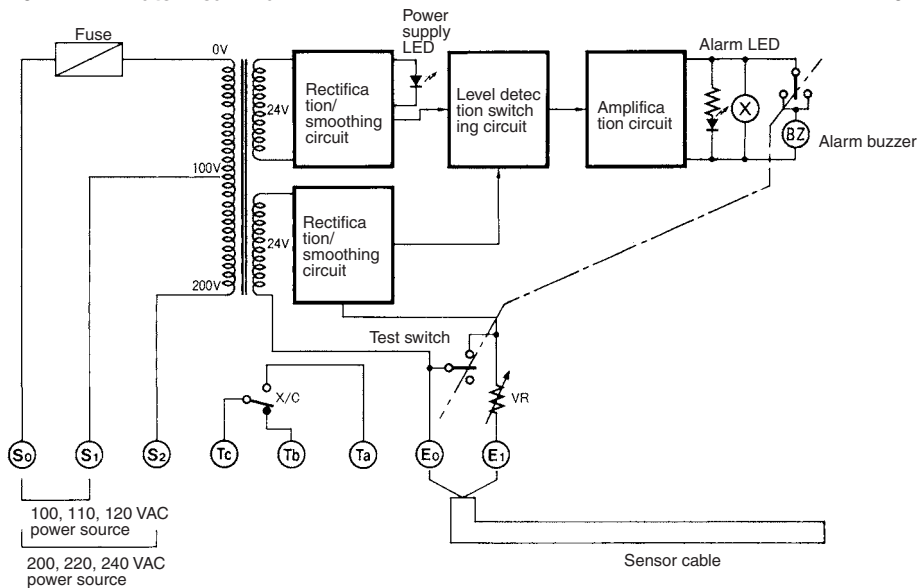 Fuse
0V
100V
200V
24V
24V
Rectifica
tion/
smoothing
circuit
Power
supply
LED
Level detec
tion switch
ing circuit
Amplifica
tion circuit
Alarm LED
X
BZ
Alarm buzzer
Rectifica
tion/
smoothing
circuit
Test switch
X/C
VR
S0
S1
S2
Tc
Tb
Ta
E0
E1
100, 110, 120 VAC
power source
200, 220, 240 VAC
power source
Sensor cable